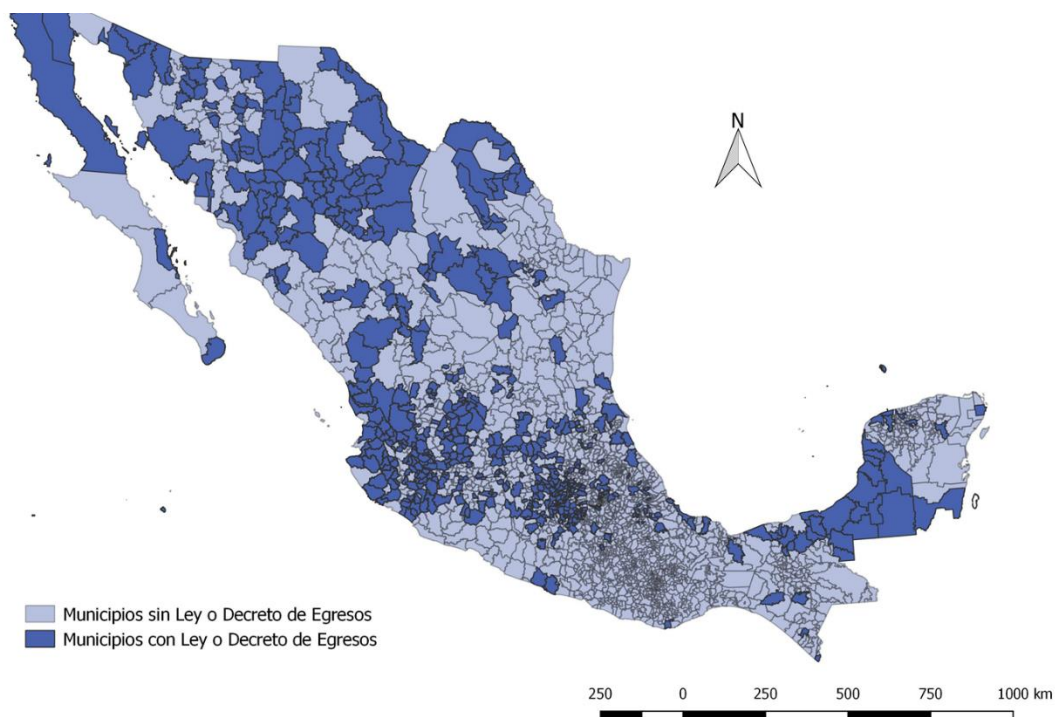 N
Municipios sin Ley o Decreto de Egresos
Municipios con Ley o Decreto de Egresos
250 0 250 500 750 1000 km